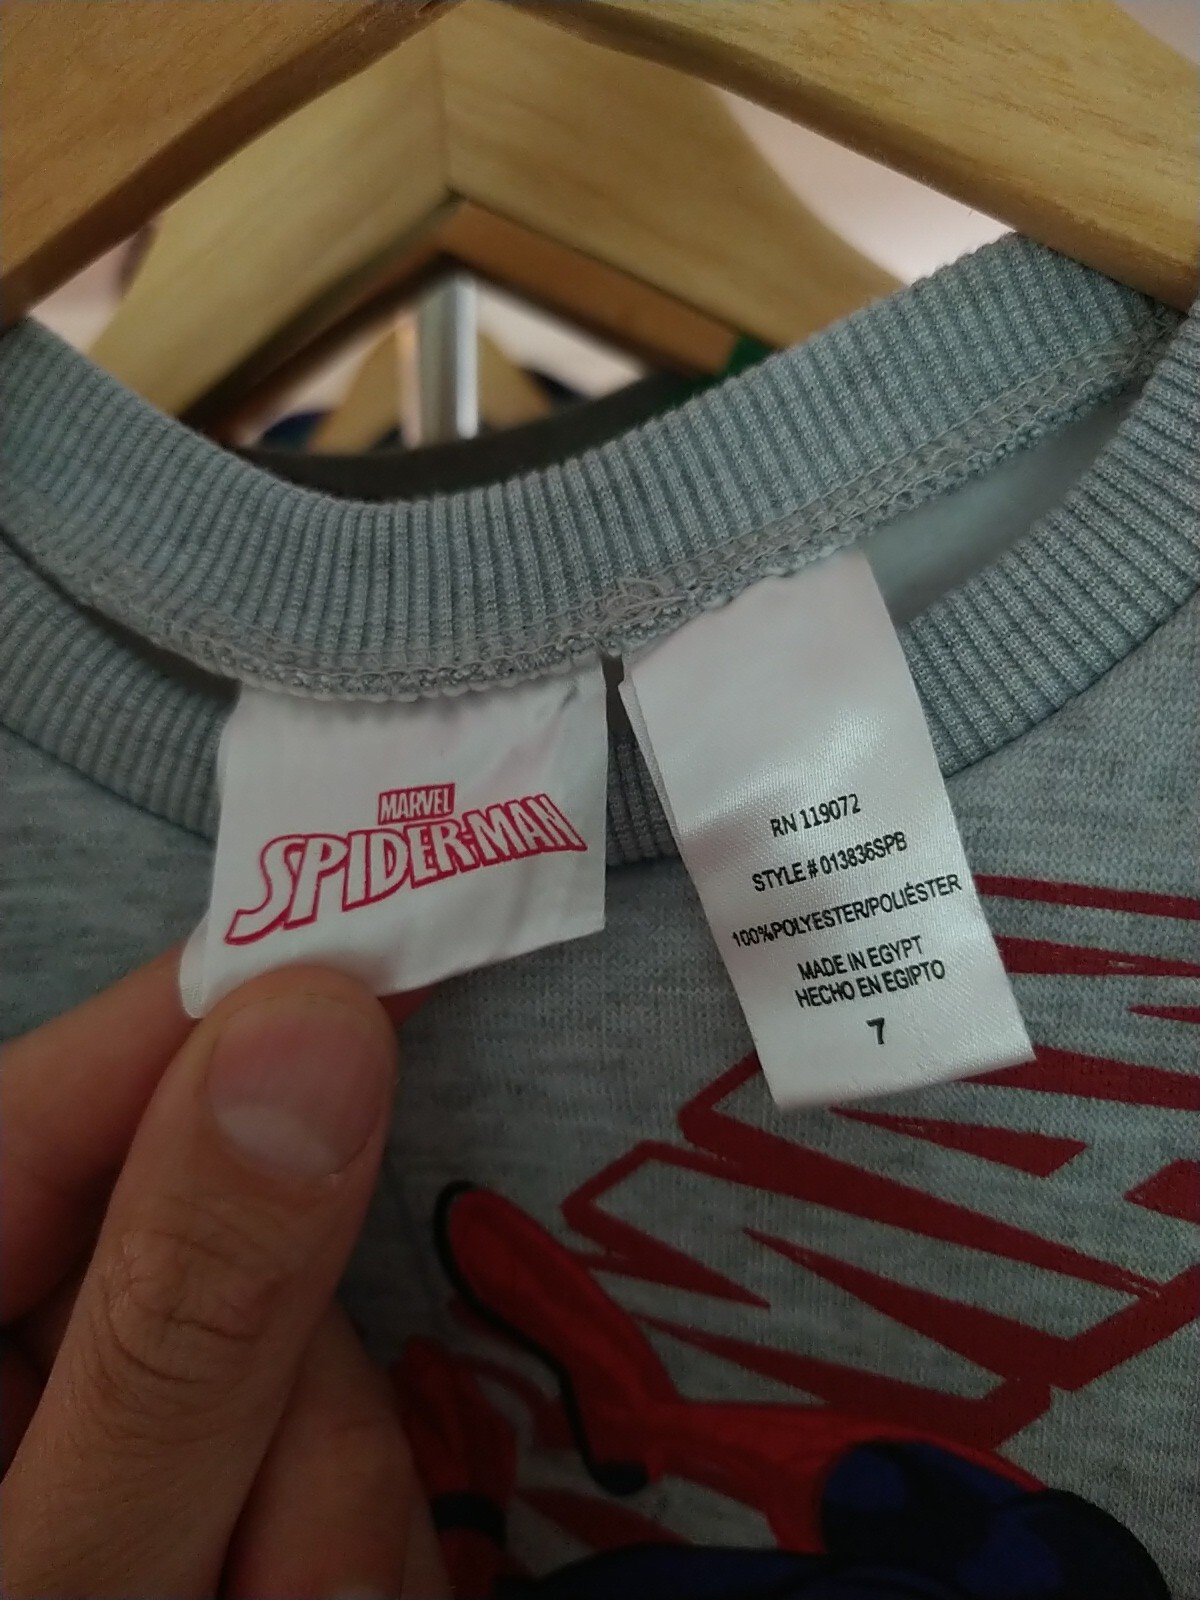 MARVEL
SPIDER-MAN
RN 119072
STYLE # 013836SPB
100%POLYESTER/POLIÉSTER
MADE IN EGYPT
HECHO EN EGIPTO
7